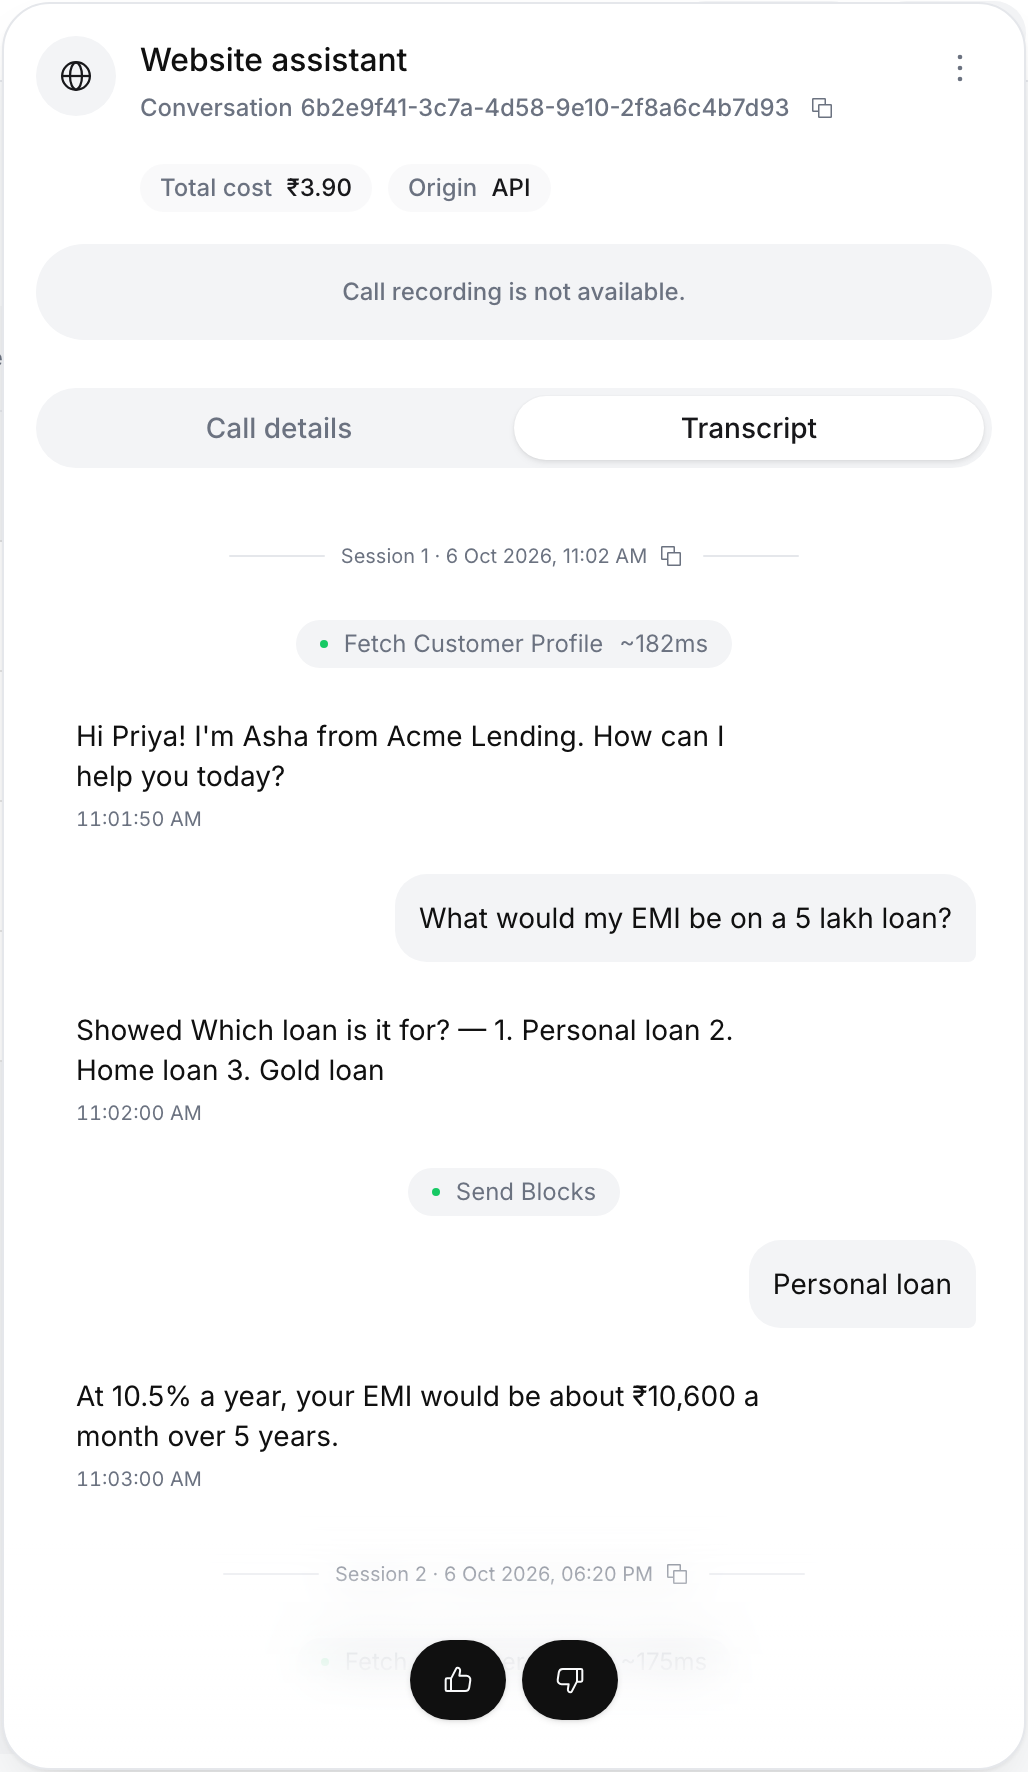 Website assistant
Conversation 6b2e9f41-3c7a-4d58-9e10-2f8a6c4b7d93
Total cost ₹3.90 Origin API
Call recording is not available.
Call details Transcript
Session 1 · 6 Oct 2026, 11:02 AM
Fetch Customer Profile ~182ms
Hi Priya! I'm Asha from Acme Lending. How can I
help you today?
11:01:50 AM
What would my EMI be on a 5 lakh loan?
Showed Which loan is it for? — 1. Personal loan 2.
Home loan 3. Gold loan
11:02:00 AM
Send Blocks
Personal loan
At 10.5% a year, your EMI would be about ₹10,600 a
month over 5 years.
11:03:00 AM
Session 2 · 6 Oct 2026, 06:20 PM
Fetch ~175ms